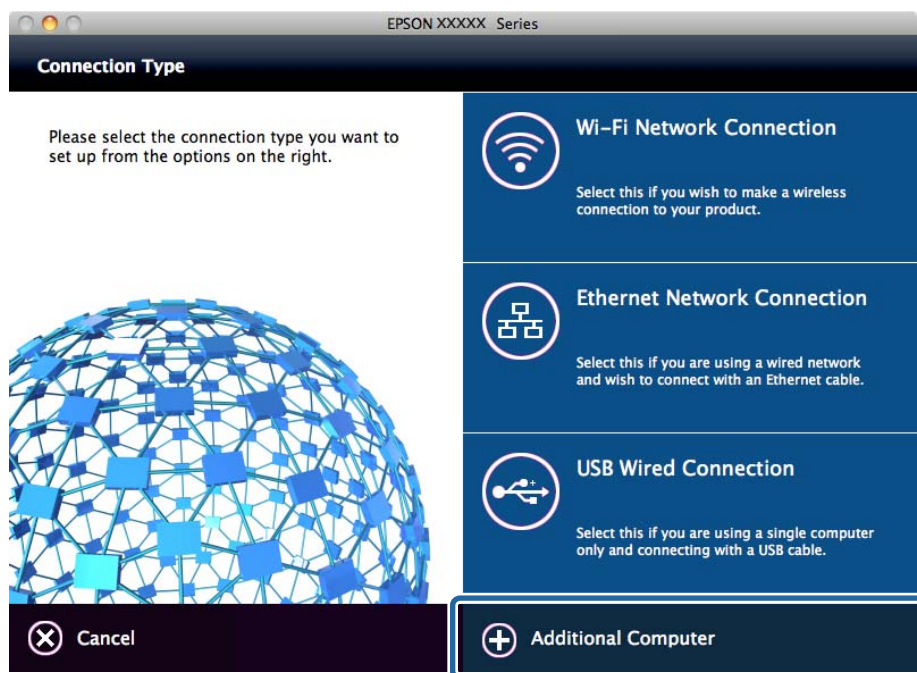 EPSON XXXXX Series
Connection Type
Please select the connection type you want to
set up from the options on the right.
Wi-Fi Network Connection
Select this if you wish to make a wireless
connection to your product.
Ethernet Network Connection
Select this if you are using a wired network
and wish to connect with an Ethernet cable.
USB Wired Connection
Select this if you are using a single computer
only and connecting with a USB cable.
Cancel
Additional Computer